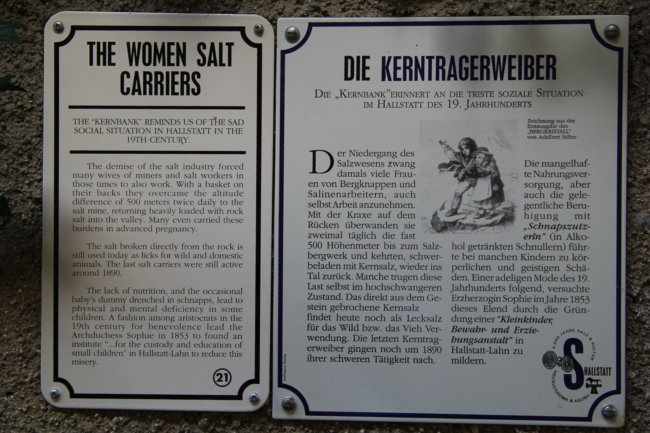 THE WOMEN SALT
CARRIERS
THE "KERNBANK" REMINDS US OF THE SAD
SOCIAL SITUATION IN HALLSTATT IN THE
19TH CENTURY.
The demise of the salt industry forced
many wives of miners and salt workers in
those times to also work. With a basket on
their backs they overcame the altitude
difference of 500 meters twice daily to the
salt mine, returning heavily loaded with rock
salt into the valley. Many even carried these
burdens in advanced pregnancy.
The salt broken directly from the rock is
still used today as licks for wild and domestic
animals. The last salt carriers were still active
around 1890.
The lack of nutrition, and the occasional
baby's dummy drenched in schnapps, lead to
physical and mental deficiency in some
children. A fashion among aristocrats in the
19th century for benevolence lead the
Archduchess Sophie in 1853 to found an
institute "...for the custody and education of
small children" in Hallstatt-Lahn to reduce this
misery.
21
DIE KERNTRAGERWEIBER
DIE „KERNBANK"ERINNERT AN DIE TRISTE SOZIALE SITUATION
IM HALLSTATT DES 19. JAHRHUNDERTS
Der Niedergang des
Salzwesens zwang
damals viele Frau-
en von Bergknappen und
Salinenarbeitern, auch
selbst Arbeit anzunehmen.
Mit der Kraxe auf dem
Rücken überwanden sie
zweimal täglich die fast
500 Höhenmeter bis zum Salz-
bergwerk und kehrten, schwer-
beladen mit Kernsalz, wieder ins
Tal zurück. Manche trugen diese
Last selbst im hochschwangeren
Zustand. Das direkt aus dem Ge-
stein gebrochene Kernsalz
findet heute noch als Lecksalz
für das Wild bzw. das Vieh Ver-
wendung. Die letzten Kerntrag-
erweiber gingen noch um 1890
ihrer schweren Tätigkeit nach.
Zeichnung aus der
Erstausgabe des
„BERGKRISTALL"
von Adalbert Stifter
Die mangelhaf-
te Nahrungsver-
sorgung, aber
auch die gele-
gentliche Beru-
higung mit
„Schnapszulz-
erln" (in Alko-
hol getränkten Schnullern) führ-
te bei manchen Kindern zu kör-
perlichen und geistigen Schä-
den. Einer adeligen Mode des 19.
Jahrhunderts folgend, versuchte
Erzherzogin Sophie im Jahre 1853
dieses Elend durch die Grün-
dung einer "Kleinkinder,
Bewahr- und Erzie-
hungsanstalt" in
Hallstatt-Lahn zu
mildern.
S
HALLSTATT